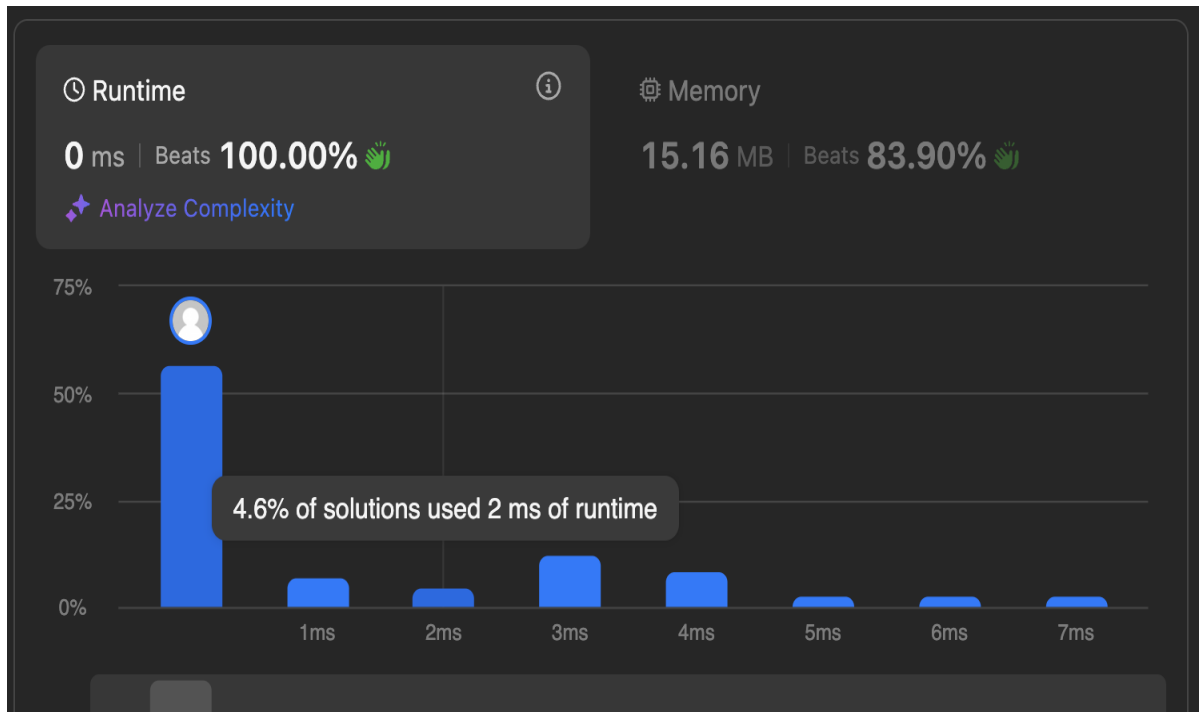 Runtime
0 ms | Beats 100.00%
Analyze Complexity
Memory
15.16 MB | Beats 83.90%
75%
50%
25%
0%
4.6% of solutions used 2 ms of runtime
1ms 2ms 3ms 4ms 5ms 6ms 7ms